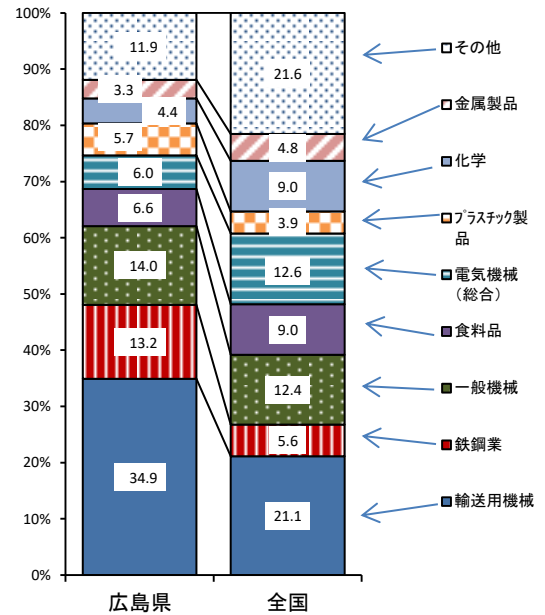 100%
90%
80%
70%
60%
50%
40%
30%
20%
10%
0%
11.9
3.3
4.4
5.7
6.0
6.6
14.0
13.2
34.9
21.6
4.8
9.0
3.9
12.6
9.0
12.4
5.6
21.1
広島県
全国
その他
金属製品
化学
プラスチック製
品
電気機械
（総合）
食料品
一般機械
鉄鋼業
輸送用機械